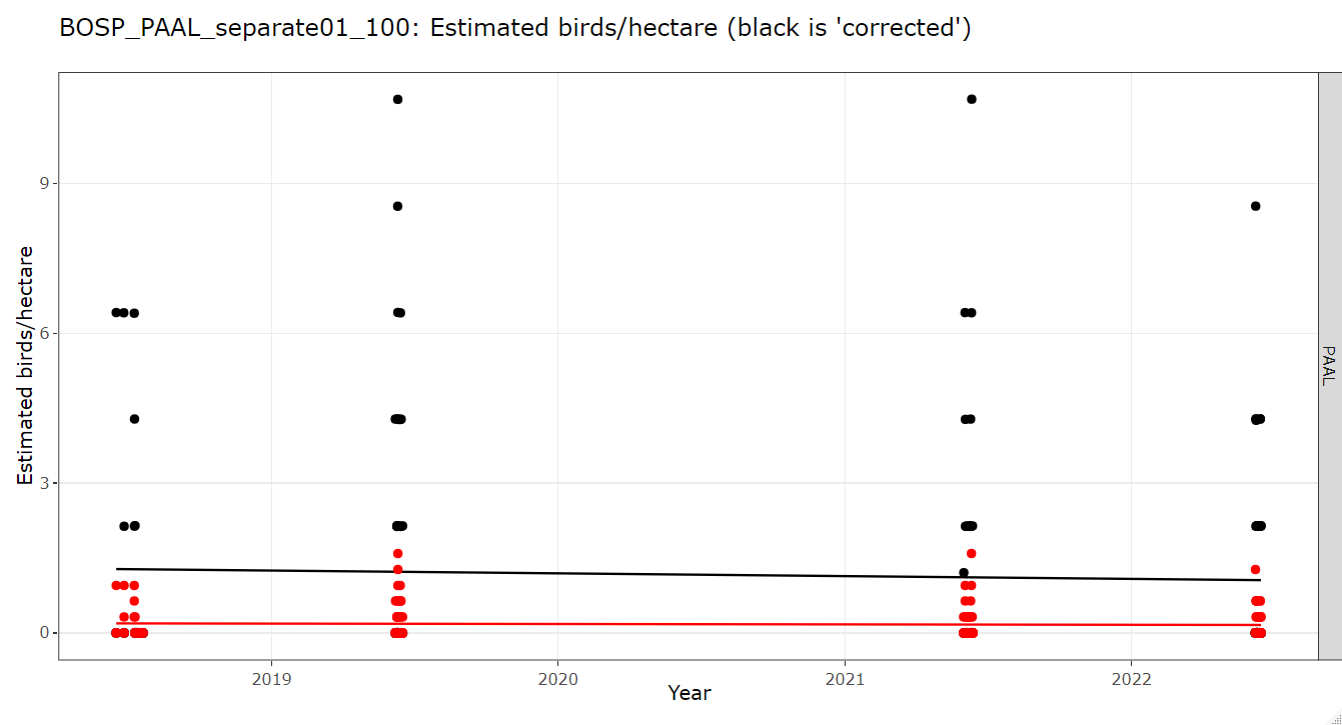 BOSP_PAAL_separate01_100: Estimated birds/hectare (black is 'corrected')
9
6
3
0
Estimated birds/hectare
PAAL
2019
2020
2021
2022
Year